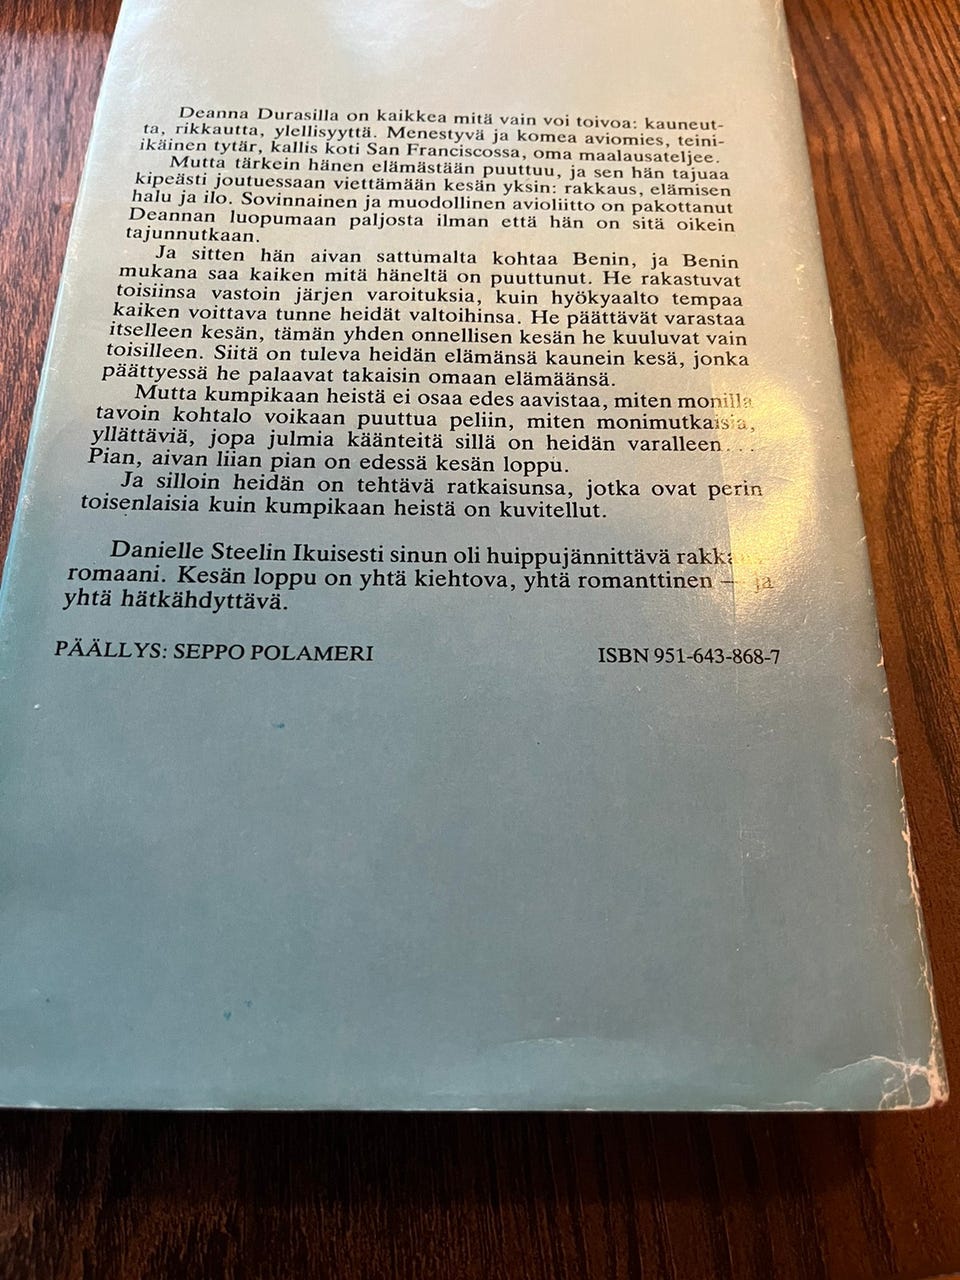 Deanna Durasilla on kaikkea mitä vain voi toivoa: kauneut-
ta, rikkautta, ylellisyyttä. Menestyvä ja komea aviomies, teini-
ikäinen tytär, kallis koti San Franciscossa, oma maalausateljee.
Mutta tärkein hänen elämästään puuttuu, ja sen hän tajuaa
kipeästi joutuessaan viettämään kesän yksin: rakkaus, elämisen
halu ja ilo. Sovinnainen ja muodollinen avioliitto on pakottanut
Deannan luopumaan paljosta ilman että hän on sitä oikein
tajunnutkaan.
Ja sitten hän aivan sattumalta kohtaa Benin, ja Benin
mukana saa kaiken mitä häneltä on puuttunut. He rakastuvat
toisiinsa vastoin järjen varoituksia, kuin hyökyaalto tempaa
kaiken voittava tunne heidät valtoihinsa. He päättävät varastaa
itselleen kesän, tämän yhden onnellisen kesän he kuuluvat vain
toisilleen. Siitä on tuleva heidän elämänsä kaunein kesä, jonka
päättyessä he palaavat takaisin omaan elämäänsä.
Mutta kumpikaan heistä ei osaa edes aavistaa, miten monilla
tavoin kohtalo voikaan puuttua peliin, miten monimutkaisia,
yllättäviä, jopa julmia käänteitä sillä on heidän varalleen...
Pian, aivan liian pian on edessä kesän loppu.
Ja silloin heidän on tehtävä ratkaisunsa, jotka ovat perin
toisenlaisia kuin kumpikaan heistä on kuvitellut.
Danielle Steelin Ikuisesti sinun oli huippujännittävä
romaani. Kesän loppu on yhtä kiehtova, yhtä romanttinen — ja
yhtä hätkähdyttävä.
PÄÄLLYS: SEPPO POLAMERI
ISBN 951-643-868-7